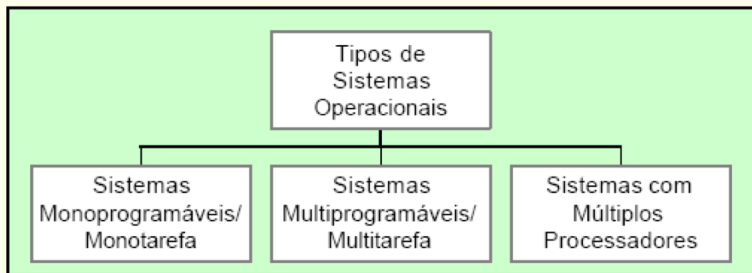 Tipos de
Sistemas
Operacionais
Sistemas
Monoprogramáveis/
Monotarefa
Sistemas
Multiprogramáveis/
Multitarefa
Sistemas com
Múltiplos
Processadores